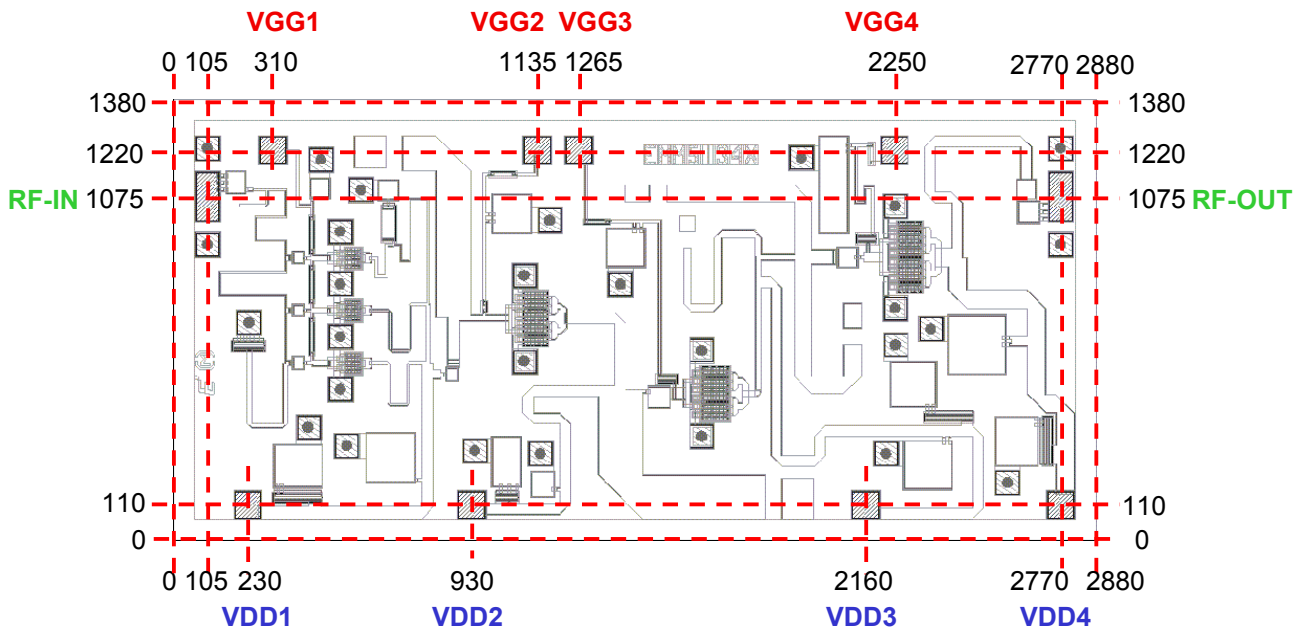 VGG1 VGG2 VGG3 VGG4
0 105 310 1135 1265 2250 2770 2880
1380 1380
1220 1220
RF-IN 1075 1075 RF-OUT
110 110
0 0
0 105 230 930 2160 2770 2880
VDD1 VDD2 VDD3 VDD4